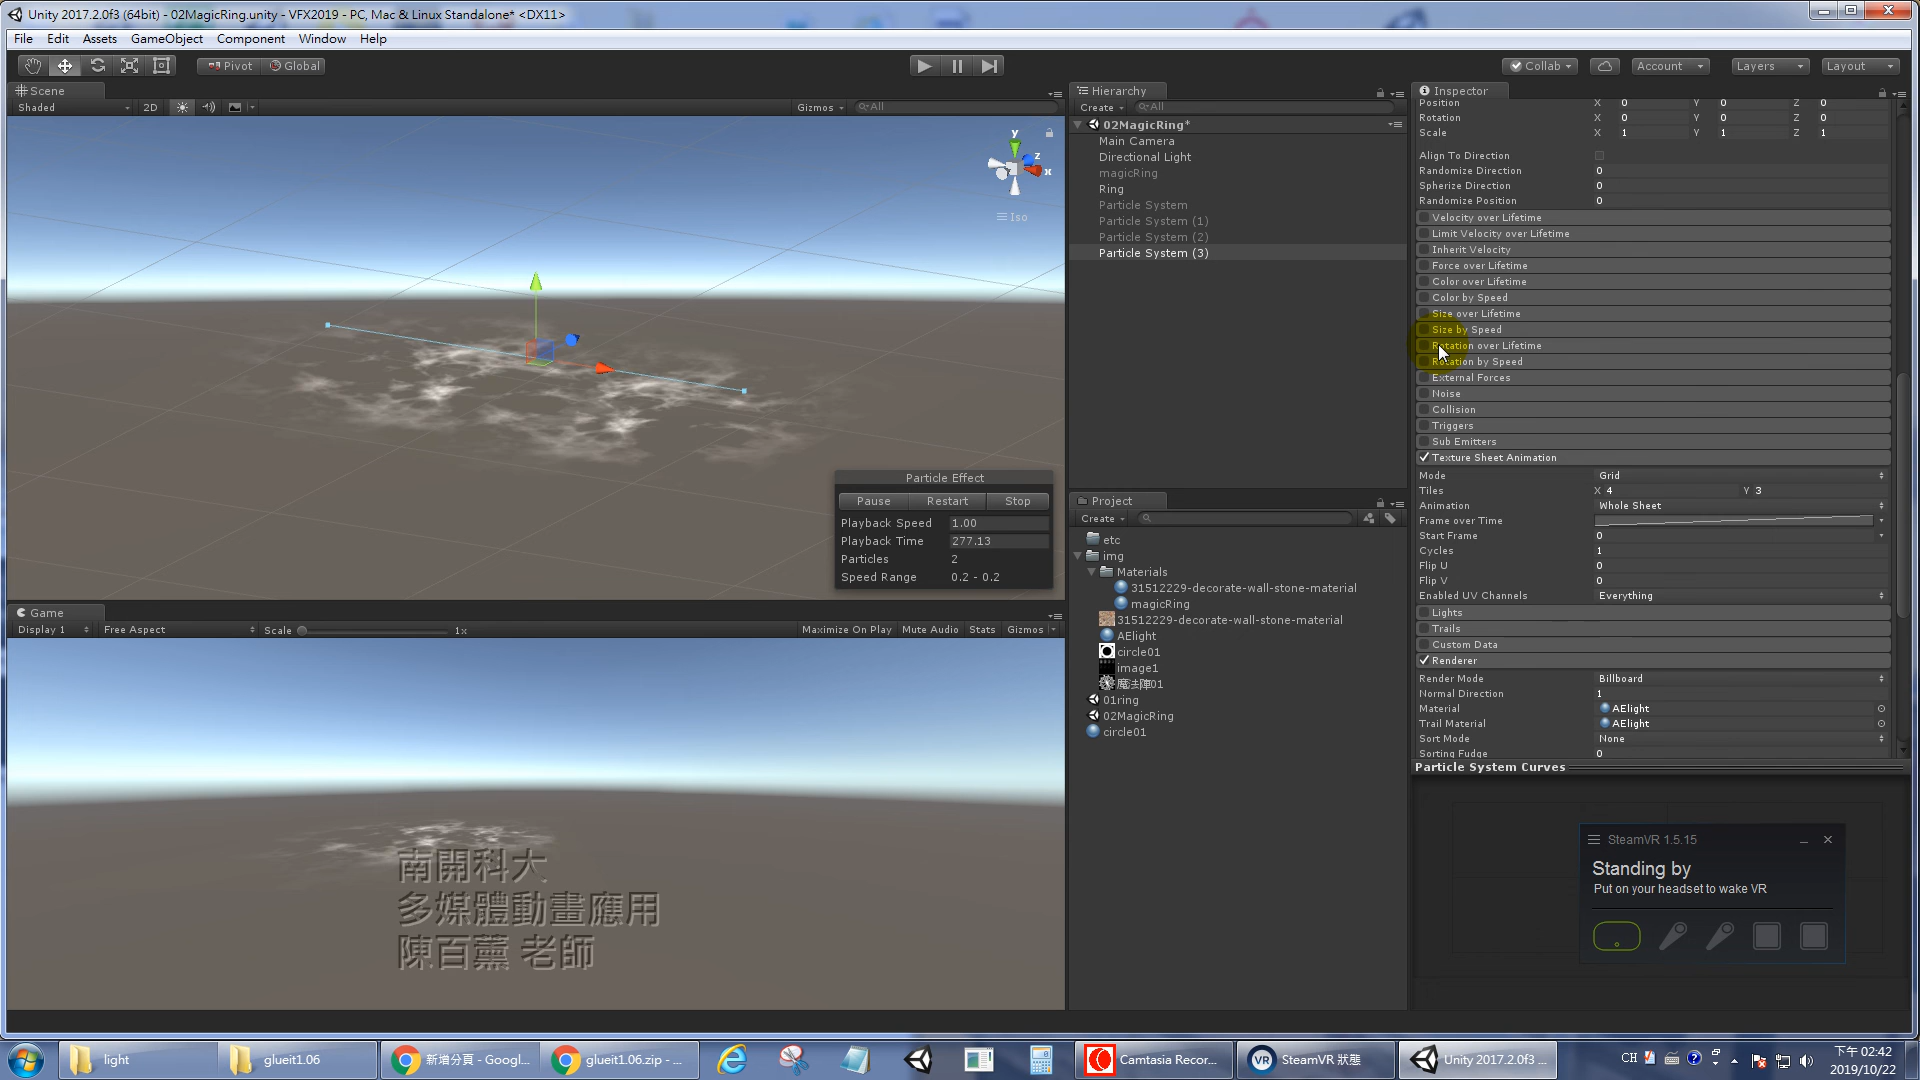 Unity 2017.2.0f3 (64bit) - 02MagicRing.unity - VFX2019 - PC, Mac & Linux Standalone* <DX11>
File Edit Assets GameObject Component Window Help
Pivot Global
Collab Account Layers Layout
Scene
Shaded 2D Gizmos All
y
z
x
Iso
Particle Effect
Pause Restart Stop
Playback Speed 1.00
Playback Time 277.13
Particles 2
Speed Range 0.2 - 0.2
Game
Display 1 Free Aspect Scale 1x Maximize On Play Mute Audio Stats Gizmos
南開科大
多媒體動畫應用
陳百薰 老師
Hierarchy
Create All
02MagicRing*
Main Camera
Directional Light
magicRing
Ring
Particle System
Particle System (1)
Particle System (2)
Particle System (3)
Project
Create
etc
img
Materials
31512229-decorate-wall-stone-material
magicRing
31512229-decorate-wall-stone-material
AElight
circle01
image1
魔法陣01
01ring
02MagicRing
circle01
Inspector
Position X 0 Y 0 Z 0
Rotation X 0 Y 0 Z 0
Scale X 1 Y 1 Z 1
Align To Direction
Randomize Direction 0
Spherize Direction 0
Randomize Position 0
Velocity over Lifetime
Limit Velocity over Lifetime
Inherit Velocity
Force over Lifetime
Color over Lifetime
Color by Speed
Size over Lifetime
Size by Speed
Rotation over Lifetime
Rotation by Speed
External Forces
Noise
Collision
Triggers
Sub Emitters
Texture Sheet Animation
Mode Grid
Tiles X 4 Y 3
Animation Whole Sheet
Frame over Time
Start Frame 0
Cycles 1
Flip U 0
Flip V 0
Enabled UV Channels Everything
Lights
Trails
Custom Data
Renderer
Render Mode Billboard
Normal Direction 1
Material AElight
Trail Material AElight
Sort Mode None
Sorting Fudge 0
Particle System Curves
SteamVR 1.5.15
Standing by
Put on your headset to wake VR
light glueit1.06 新增分頁 - Googl... glueit1.06.zip - ... Camtasia Recor... VR SteamVR 狀態 Unity 2017.2.0f3 ... CH 下午 02:42
2019/10/22